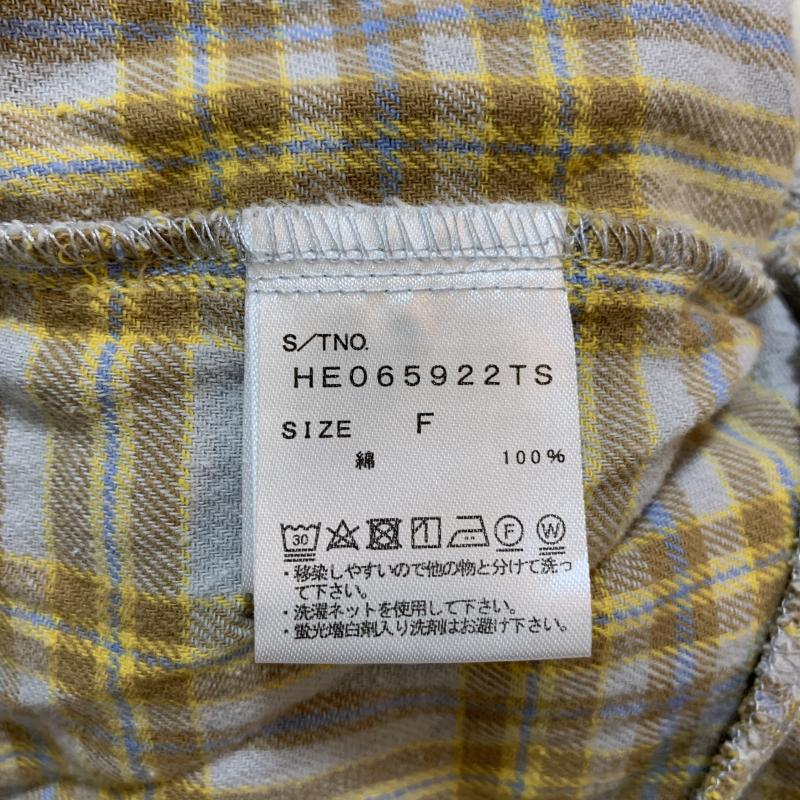 S/TNO.
HE065922TS
SIZE F
綿 100%
30 F W
・移染しやすいので他の物と分けて洗っ
て下さい。
・洗濯ネットを使用して下さい。
・蛍光増白剤入り洗剤はお避け下さい。